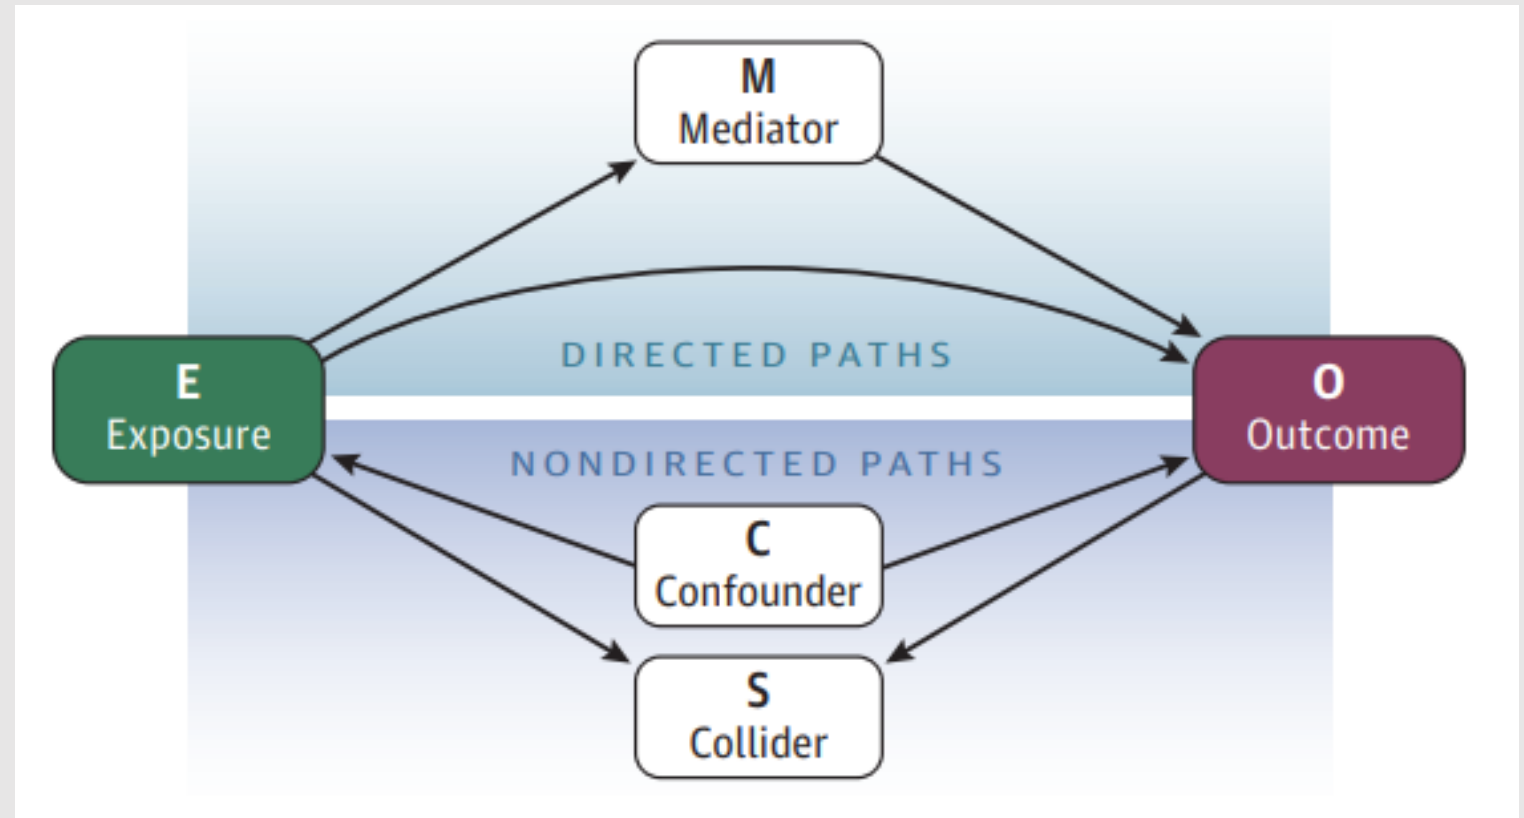 M
Mediator
DIRECTED PATHS
E
Exposure
O
Outcome
NONDIRECTED PATHS
C
Confounder
S
Collider